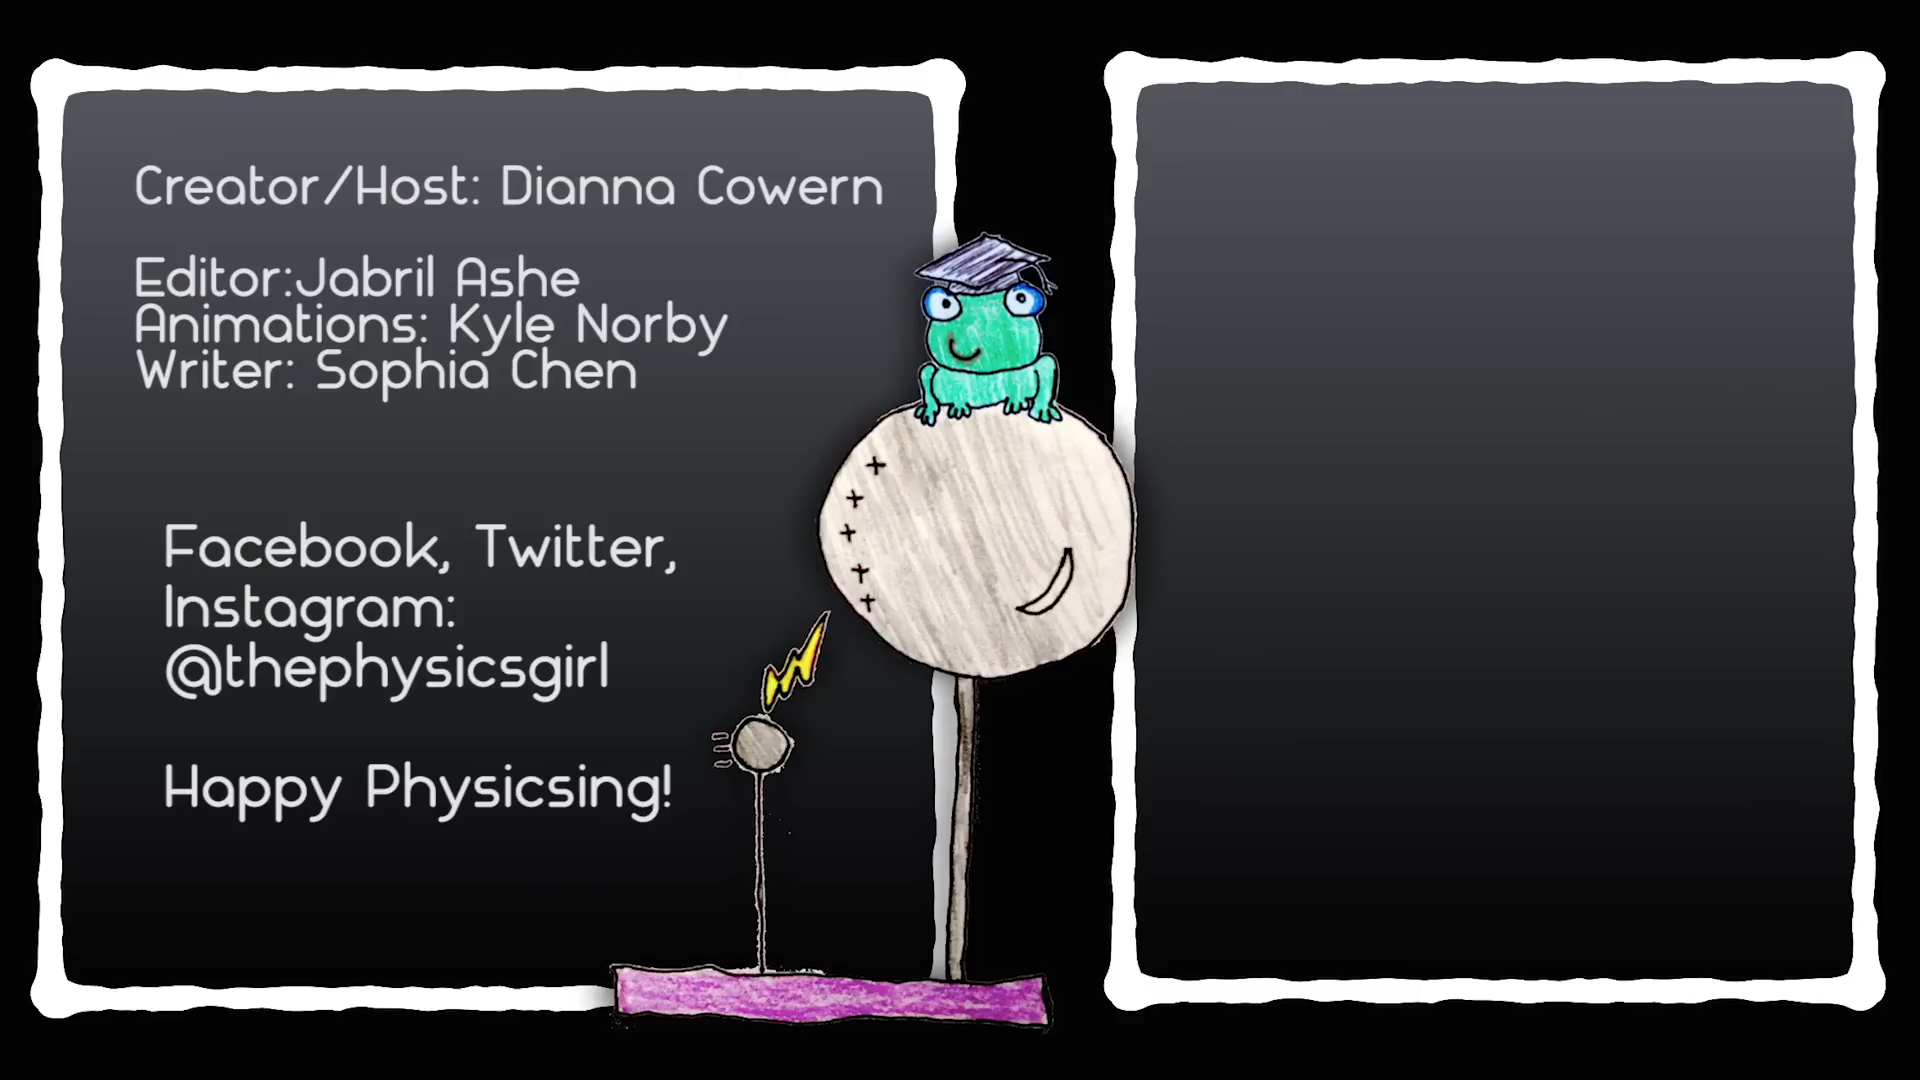 Creator/Host: Dianna Cowern
Editor:Jabril Ashe
Animations: Kyle Norby
Writer: Sophia Chen
Facebook, Twitter,
Instagram:
@thephysicsgirl
Happy Physicsing!
+
+
+
+
+